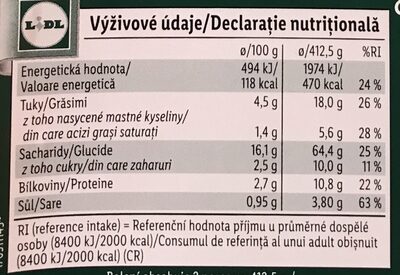 LIDL
Výživové údaje/Declarație nutrițională
ø/100 g ø/412,5 g %RI
Energetická hodnota/ 494 kJ/ 1974 kJ/
Valoare energetică 118 kcal 470 kcal 24 %
Tuky/Grăsimi 4,5 g 18,0 g 26 %
z toho nasycené mastné kyseliny/
din care acizi grași saturați 1,4 g 5,6 g 28 %
Sacharidy/Glucide 16,1 g 64,4 g 25 %
z toho cukry/din care zaharuri 2,5 g 10,0 g 11 %
Bílkoviny/Proteine 2,7 g 10,8 g 22 %
Sůl/Sare 0,95 g 3,80 g 63 %
RI (reference intake) = Referenční hodnota příjmu u průměrné dospělé
osoby (8400 kJ/2000 kcal)/Consumul de referință al unui adult obișnuit
(8400 kJ/2000 kcal) (CR)